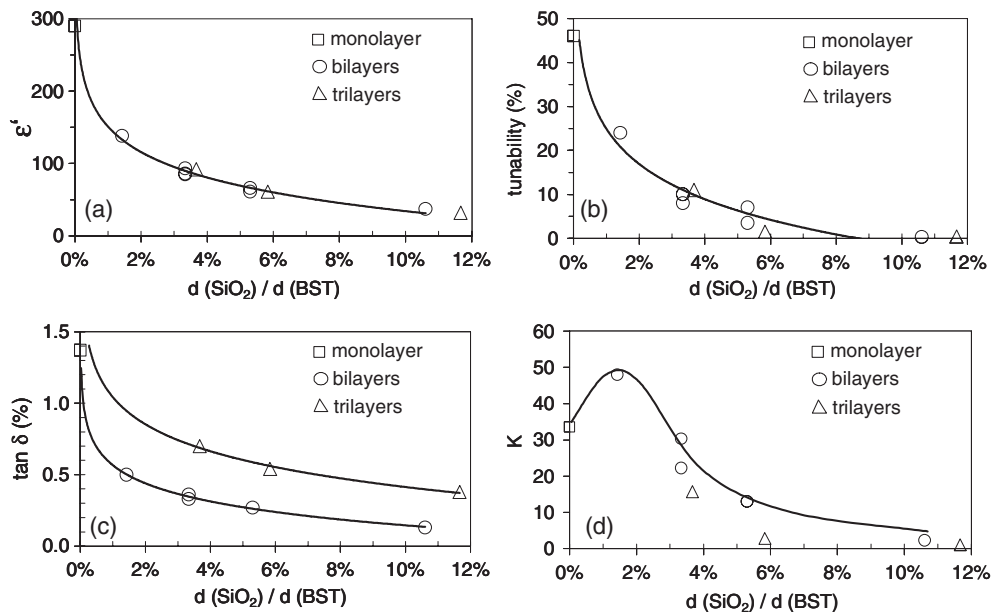 300
200
100
0
ε‘
□ monolayer
○ bilayers
△ trilayers
(a)
0% 2% 4% 6% 8% 10% 12%
d (SiO₂) / d (BST)
50
40
30
20
10
0
tunability (%)
□ monolayer
○ bilayers
△ trilayers
(b)
0% 2% 4% 6% 8% 10% 12%
d (SiO₂) /d (BST)
1.5
1.0
0.5
0.0
tan δ (%)
□ monolayer
○ bilayers
△ trilayers
(c)
0% 2% 4% 6% 8% 10% 12%
d (SiO₂) / d (BST)
60
50
40
30
20
10
0
K
□ monolayer
○ bilayers
△ trilayers
(d)
0% 2% 4% 6% 8% 10% 12%
d (SiO₂) / d (BST)